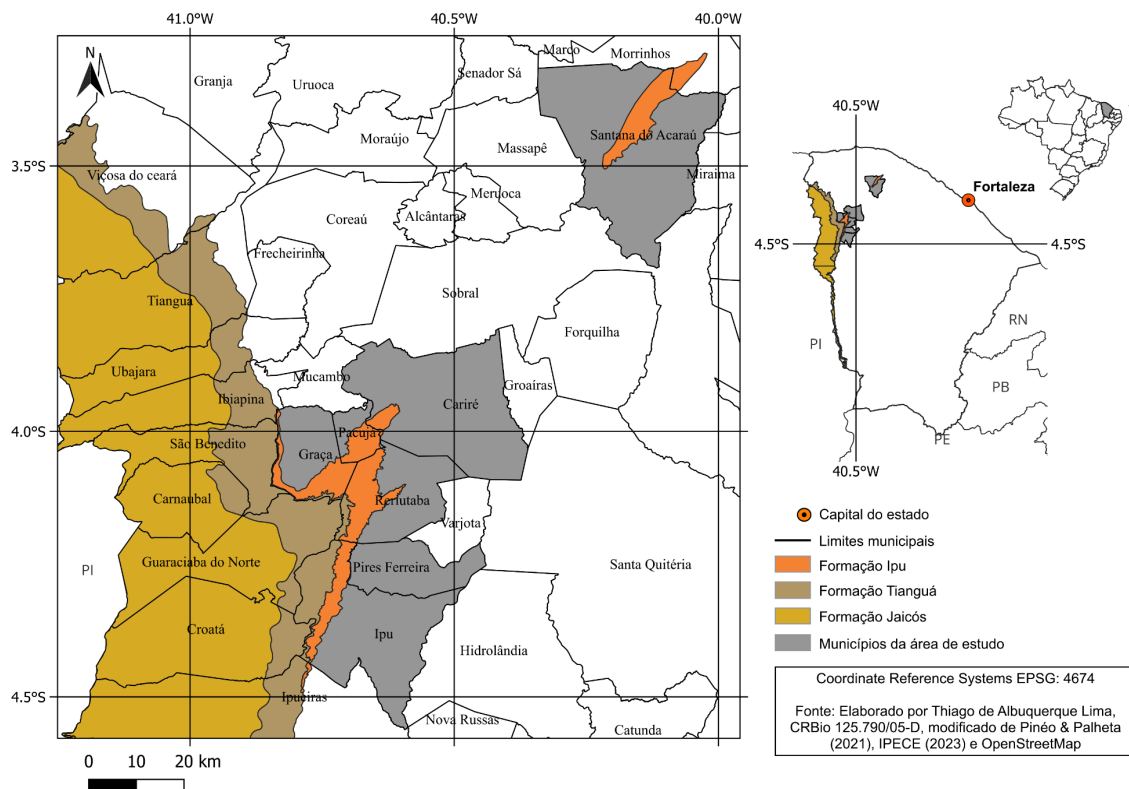 41.0°W
40.5°W
40.0°W
N
Marco
Morrinhos
Granja
Uruoca
Senador Sá
Moraújo
Massapê
Santana do Acaraú
3.5°S
Viçosa do ceará
Meruoca
Miraima
Alcântaras
Coreaú
Frecheirinha
Sobral
Tianguá
Forquilha
Ubajara
Mucambo
Groaíras
Ibiapina
Cariré
4.0°S
São Benedito
Pacujá
Graça
Carnaubal
Reriutaba
Varjota
Guaraciaba do Norte
Pires Ferreira
Santa Quitéria
PI
Croatá
Ipu
Hidrolândia
4.5°S
Ipueiras
Nova Russas
Catunda
0 10 20 km
40.5°W
Fortaleza
4.5°S
4.5°S
RN
PI
PB
PE
40.5°W
Capital do estado
Limites municipais
Formação Ipu
Formação Tianguá
Formação Jaicós
Municípios da área de estudo
Coordinate Reference Systems EPSG: 4674
Fonte: Elaborado por Thiago de Albuquerque Lima,
CRBio 125.790/05-D, modificado de Pinéo & Palheta
(2021), IPECE (2023) e OpenStreetMap